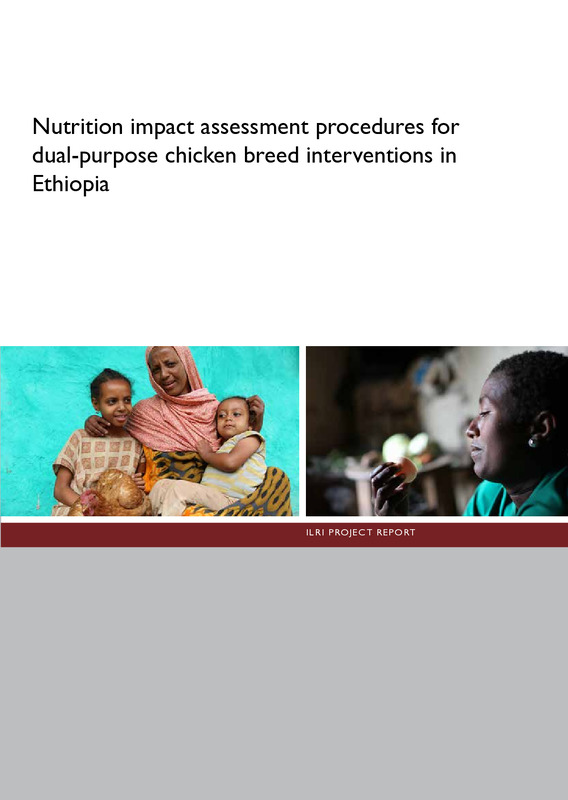 Nutrition impact assessment procedures for
dual-purpose chicken breed interventions in
Ethiopia
ILRI PROJECT REPORT